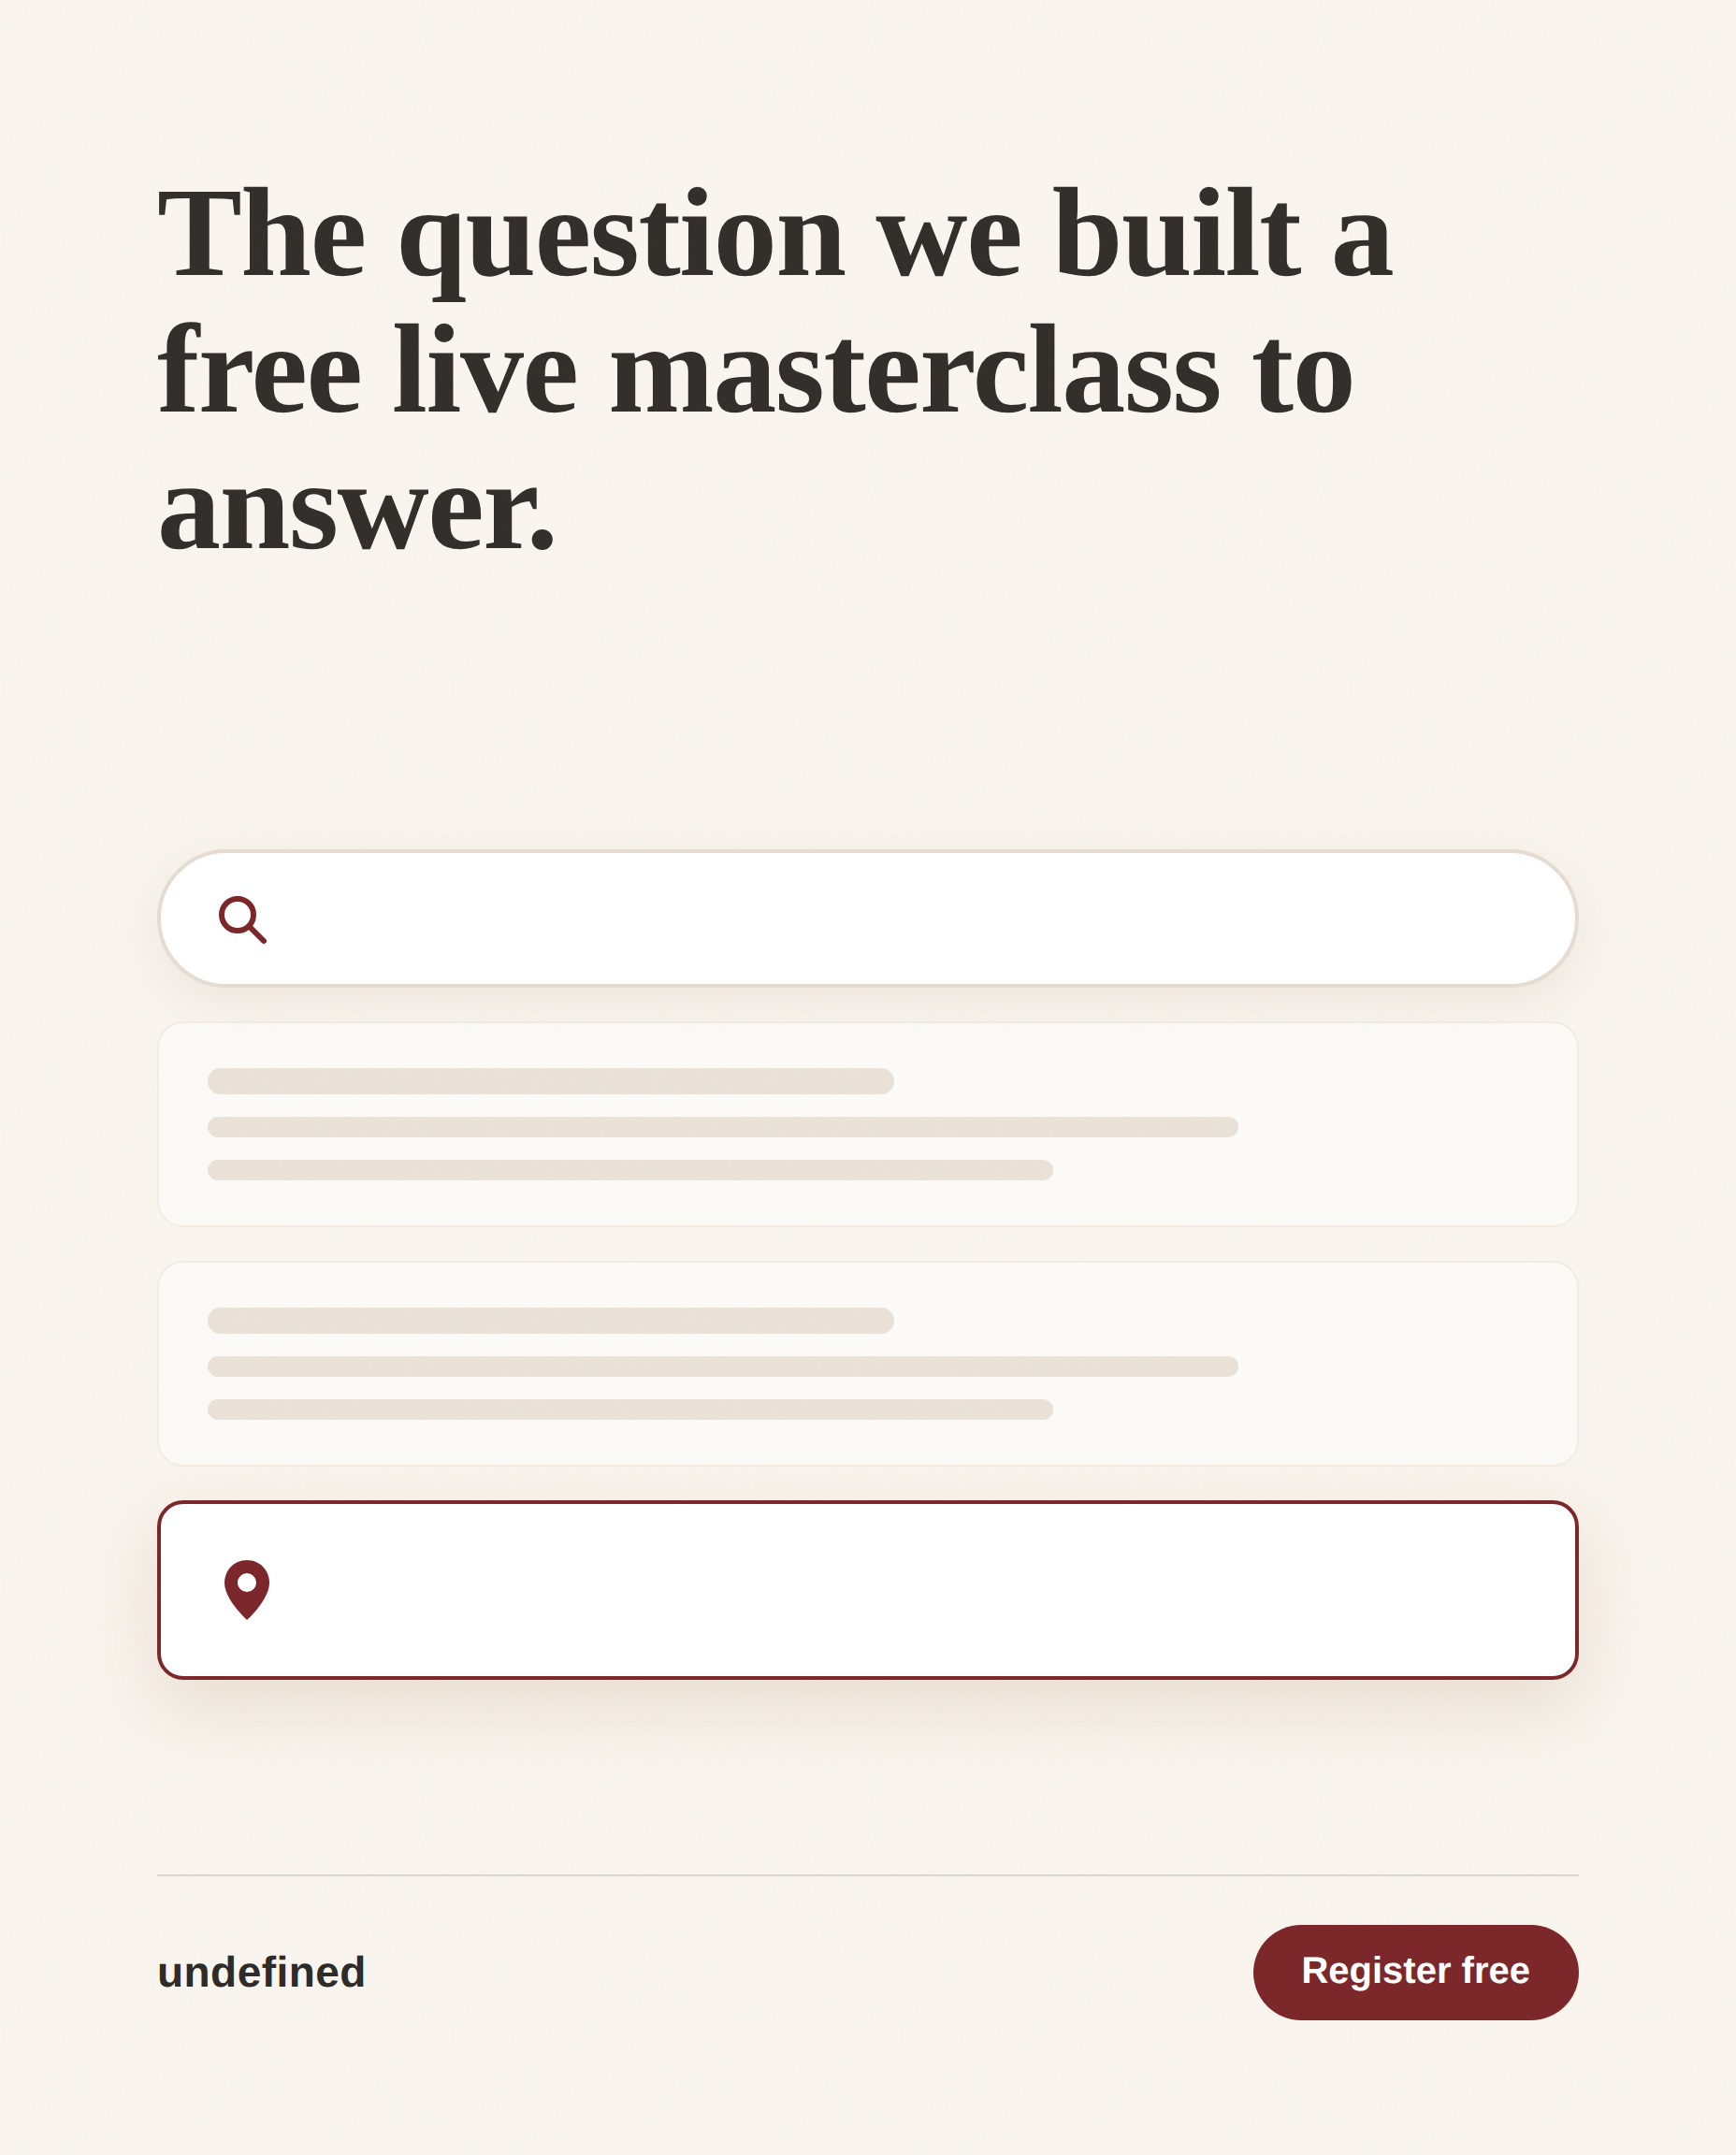 The question we built a
free live masterclass to
answer.
undefined
Register free